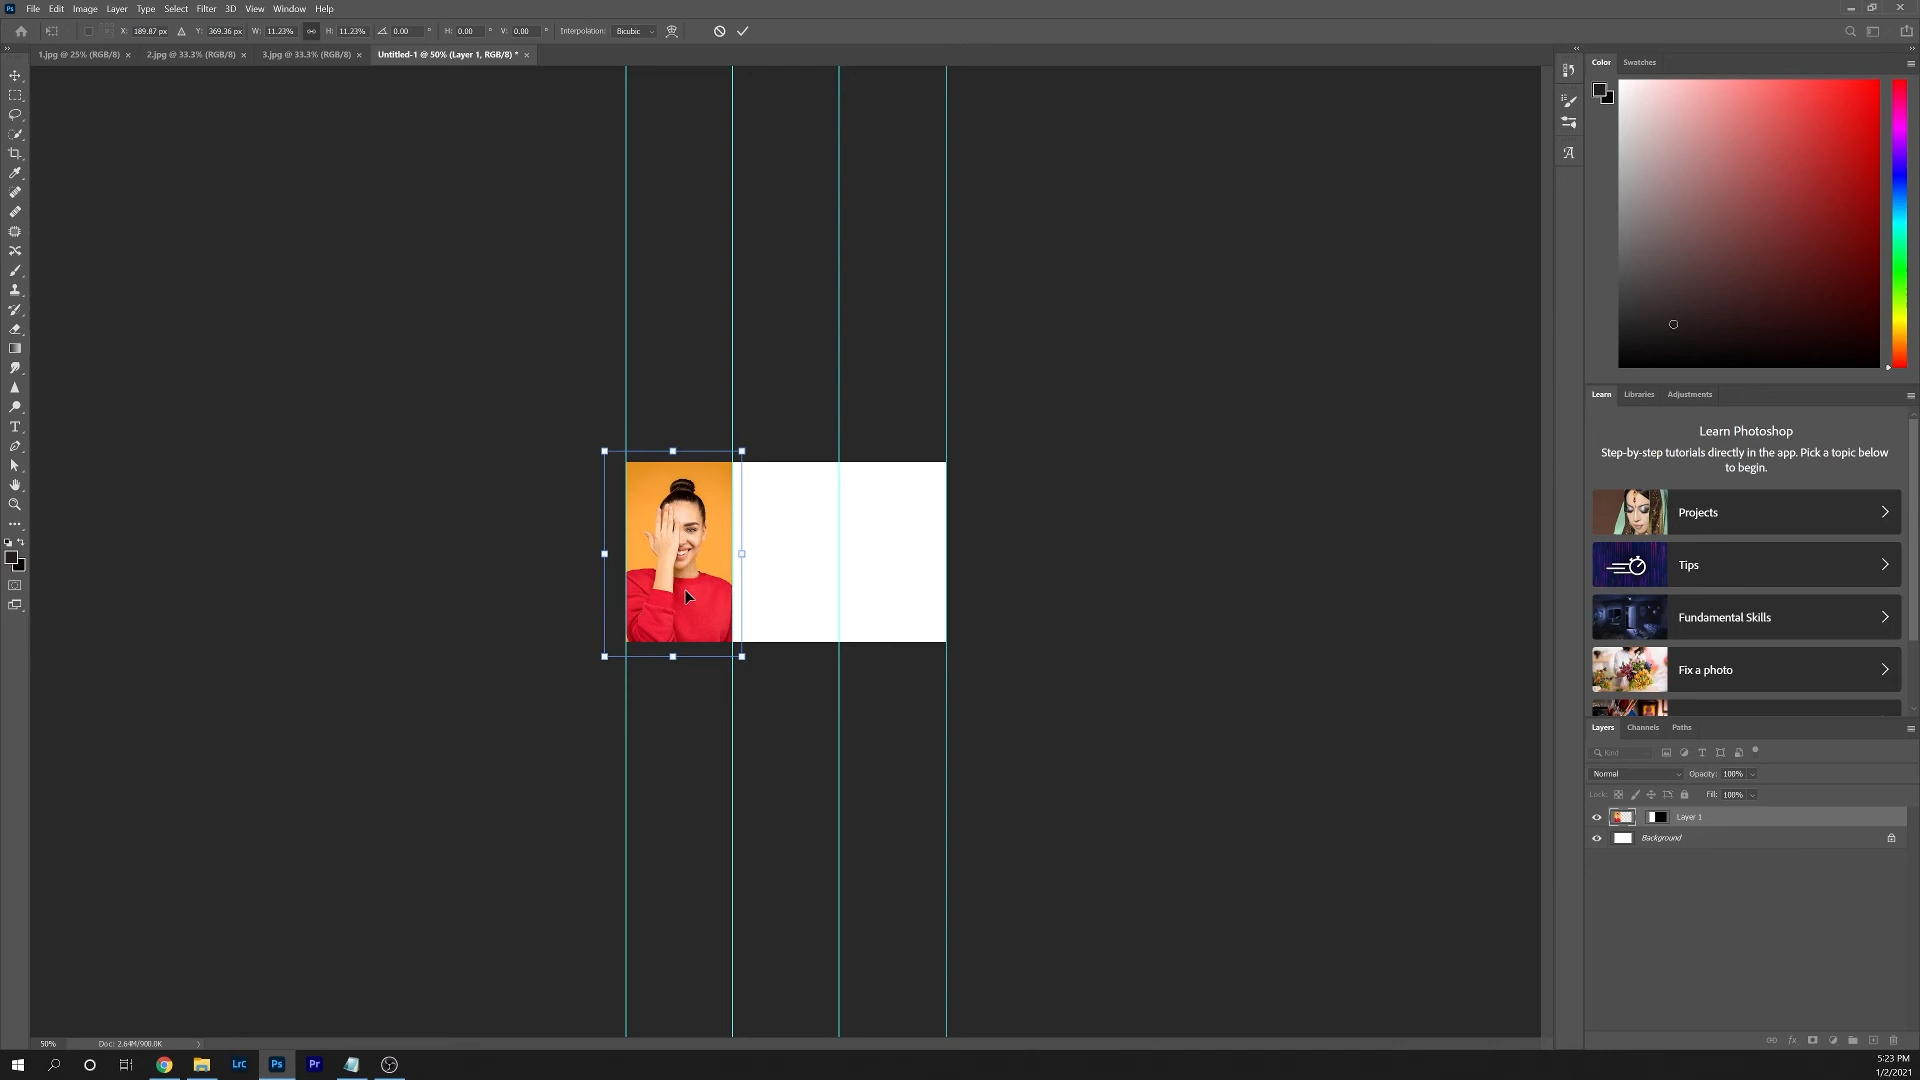 Ps File Edit Image Layer Type Select Filter 3D View Window Help
X: 189.87 px Y: 369.36 px W: 11.23% H: 11.23% 0.00 ° H: 0.00 ° V: 0.00 ° Interpolation: Bicubic
1.jpg @ 25% (RGB/8) × 2.jpg @ 33.3% (RGB/8) × 3.jpg @ 33.3% (RGB/8) × Untitled-1 @ 50% (Layer 1, RGB/8) * ×
Color Swatches
Learn Libraries Adjustments
Learn Photoshop
Step-by-step tutorials directly in the app. Pick a topic below
to begin.
Projects
Tips
Fundamental Skills
Fix a photo
Layers Channels Paths
Kind
Normal Opacity: 100%
Lock: Fill: 100%
Layer 1
Background
50% Doc: 2.64M/900.0K
LrC Ps Pr
5:23 PM
1/2/2021